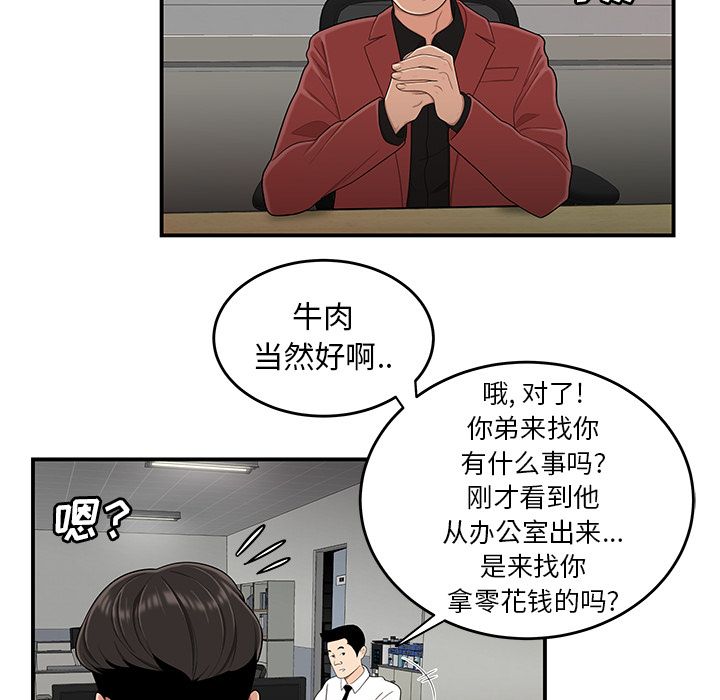 牛肉
当然好啊..
哦, 对了!
你弟来找你
有什么事吗?
刚才看到他
从办公室出来...
是来找你
拿零花钱的吗?
嗯?